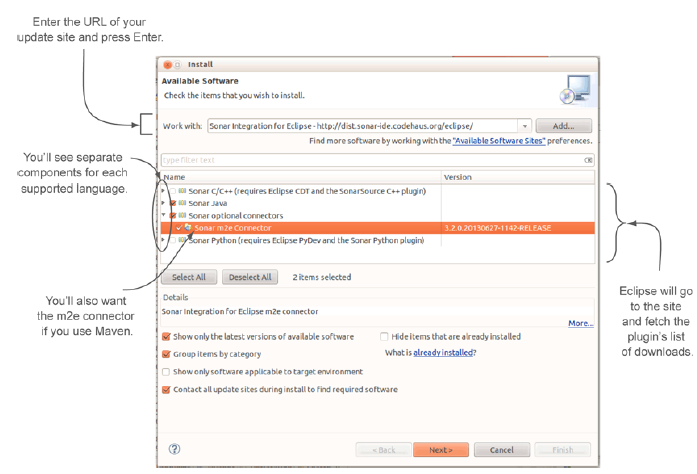 Enter the URL of your
update site and press Enter.
Install
Available Software
Check the items that you wish to install.
Work with: Sonar Integration for Eclipse - http://dist.sonar-ide.codehaus.org/eclipse/ Add...
Find more software by working with the "Available Software Sites" preferences.
type filter text
You'll see separate
components for each
supported language.
Name Version
Sonar C/C++ (requires Eclipse CDT and the SonarSource C++ plugin)
Sonar Java
Sonar optional connectors
Sonar m2e Connector 3.2.0.20130627-1142-RELEASE
Sonar Python (requires Eclipse PyDev and the Sonar Python plugin)
Select All Deselect All 2 items selected
You'll also want
the m2e connector
if you use Maven.
Eclipse will go
to the site
and fetch the
plugin's list
of downloads.
Details
Sonar Integration for Eclipse m2e connector
More...
Show only the latest versions of available software Hide items that are already installed
Group items by category What is already installed?
Show only software applicable to target environment
Contact all update sites during install to find required software
? < Back Next > Cancel Finish